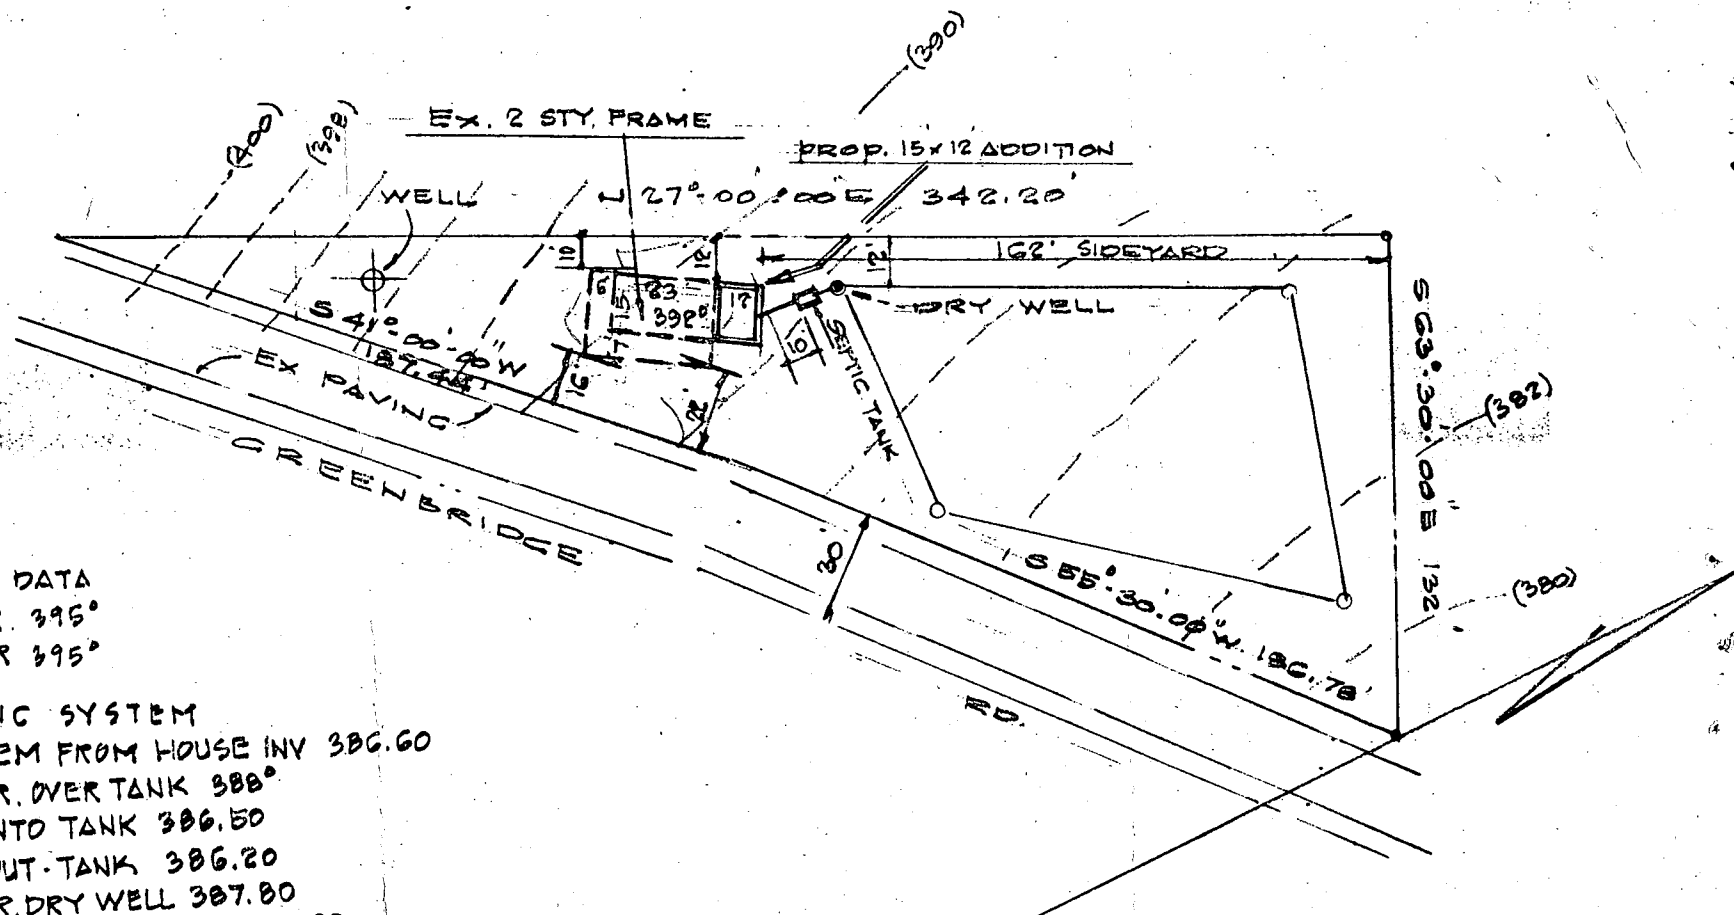 (390)
(400)
(398)
EX. 2 STY. FRAME
PROP. 15x12 ADDITION
WELL
N 27°-00'-00"E 342.20'
10'
12'
12'
162' SIDEYARD
15
23
392°
12
DRY WELL
S 41°-00'-00"W
187.44'
EX PAVING
16'
22'
10'
SEPTIC TANK
S 63°-30'-00"E 132
(382)
(380)
GREENBRIDGE
RD.
30'
S 55°-30'-00"W. 186.78'
DATA
395°
R 395°
IC SYSTEM
EM FROM HOUSE INV 386.60
R. OVER TANK 388°
NTO TANK 386.50
UT-TANK 386.20
R. DRY WELL 387.80